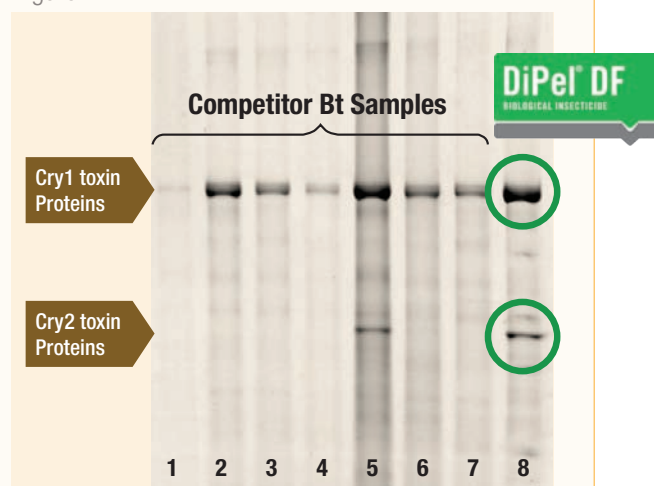 DiPel® DF
BIOLOGICAL INSECTICIDE
Competitor Bt Samples
Cry1 toxin
Proteins
Cry2 toxin
Proteins
1 2 3 4 5 6 7 8